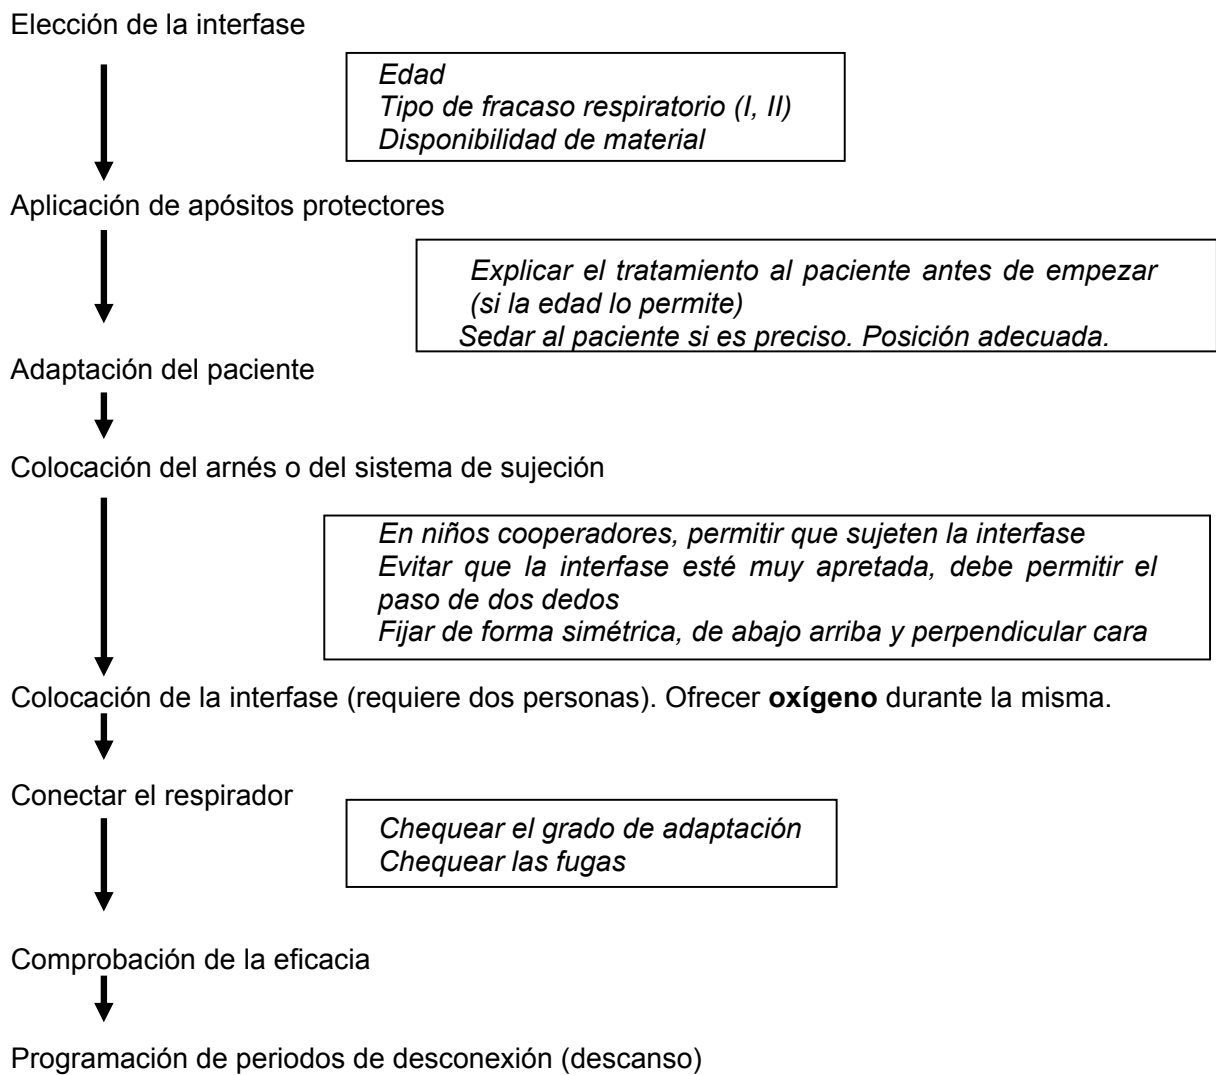 Elección de la interfase
Edad
Tipo de fracaso respiratorio (I, II)
Disponibilidad de material
Aplicación de apósitos protectores
Explicar el tratamiento al paciente antes de empezar
(si la edad lo permite)
Sedar al paciente si es preciso. Posición adecuada.
Adaptación del paciente
Colocación del arnés o del sistema de sujeción
En niños cooperadores, permitir que sujeten la interfase
Evitar que la interfase esté muy apretada, debe permitir el
paso de dos dedos
Fijar de forma simétrica, de abajo arriba y perpendicular cara
Colocación de la interfase (requiere dos personas). Ofrecer oxígeno durante la misma.
Conectar el respirador
Chequear el grado de adaptación
Chequear las fugas
Comprobación de la eficacia
Programación de periodos de desconexión (descanso)